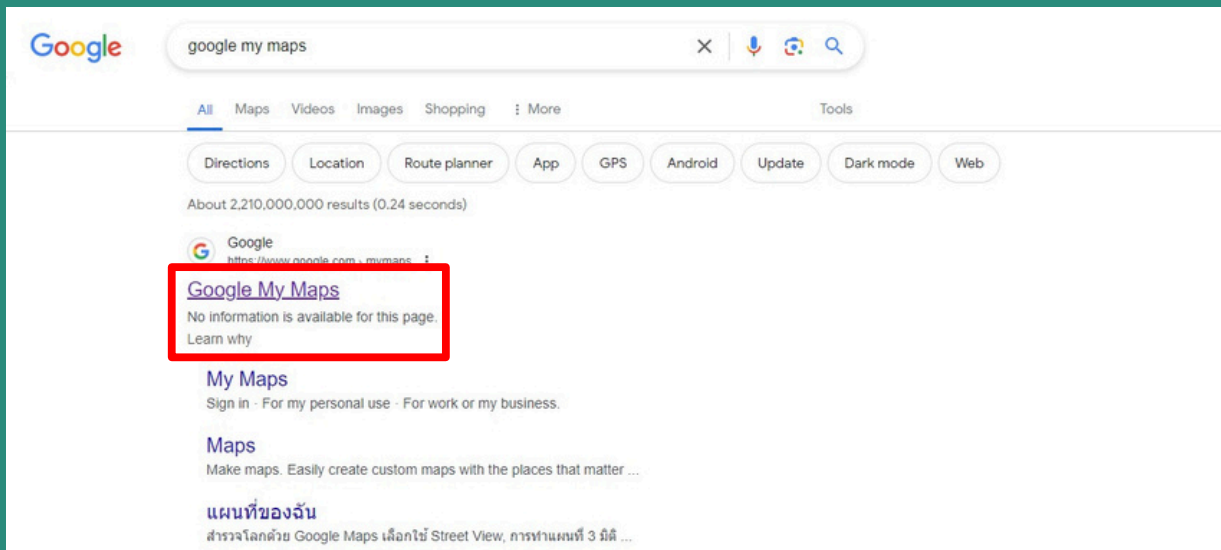 Google
google my maps
All Maps Videos Images Shopping More Tools
Directions Location Route planner App GPS Android Update Dark mode Web
About 2,210,000,000 results (0.24 seconds)
Google
https://www.google.com › mymaps
Google My Maps
No information is available for this page.
Learn why
My Maps
Sign in · For my personal use · For work or my business.
Maps
Make maps. Easily create custom maps with the places that matter ...
แผนที่ของฉัน
สำรวจโลกด้วย Google Maps เลือกใช้ Street View, การทำแผนที่ 3 มิติ ...